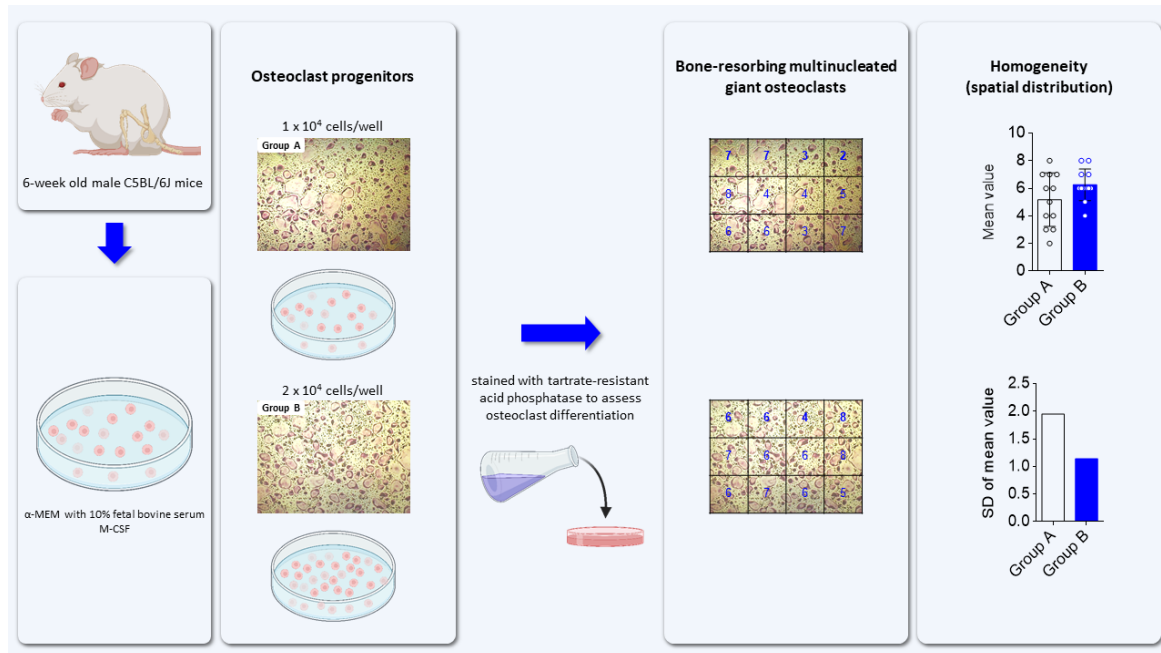 6-week old male C5BL/6J mice
α-MEM with 10% fetal bovine serum
M-CSF
Osteoclast progenitors
1 x 10⁴ cells/well
Group A
2 x 10⁴ cells/well
Group B
stained with tartrate-resistant
acid phosphatase to assess
osteoclast differentiation
Bone-resorbing multinucleated
giant osteoclasts
7 7 3 2
8 4 4 5
6 6 3 7
6 6 4 8
7 6 6 8
6 7 6 5
Homogeneity
(spatial distribution)
Mean value
10
8
6
4
2
0
Group A
Group B
SD of mean value
2.5
2.0
1.5
1.0
0.5
0.0
Group A
Group B